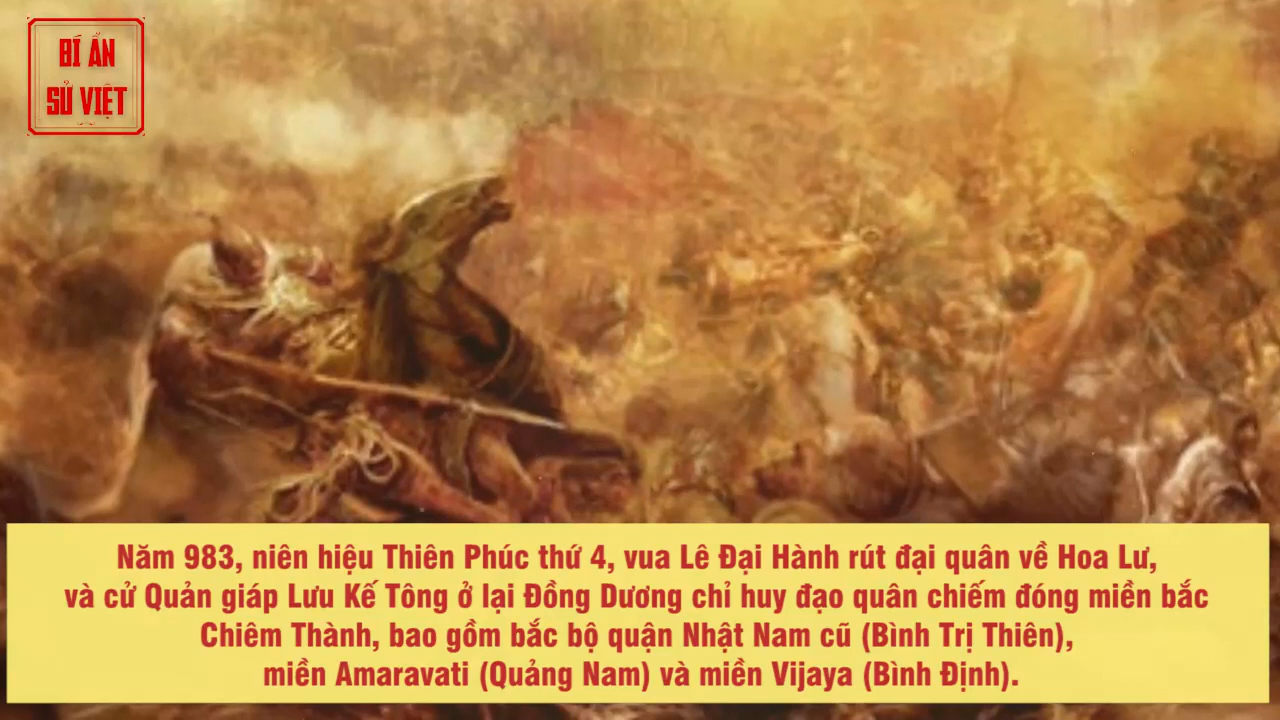 BÍ ẨN
SỬ VIỆT
Năm 983, niên hiệu Thiên Phúc thứ 4, vua Lê Đại Hành rút đại quân về Hoa Lư,
và cử Quản giáp Lưu Kế Tông ở lại Đồng Dương chỉ huy đạo quân chiếm đóng miền bắc
Chiêm Thành, bao gồm bắc bộ quận Nhật Nam cũ (Bình Trị Thiên),
miền Amaravati (Quảng Nam) và miền Vijaya (Bình Định).